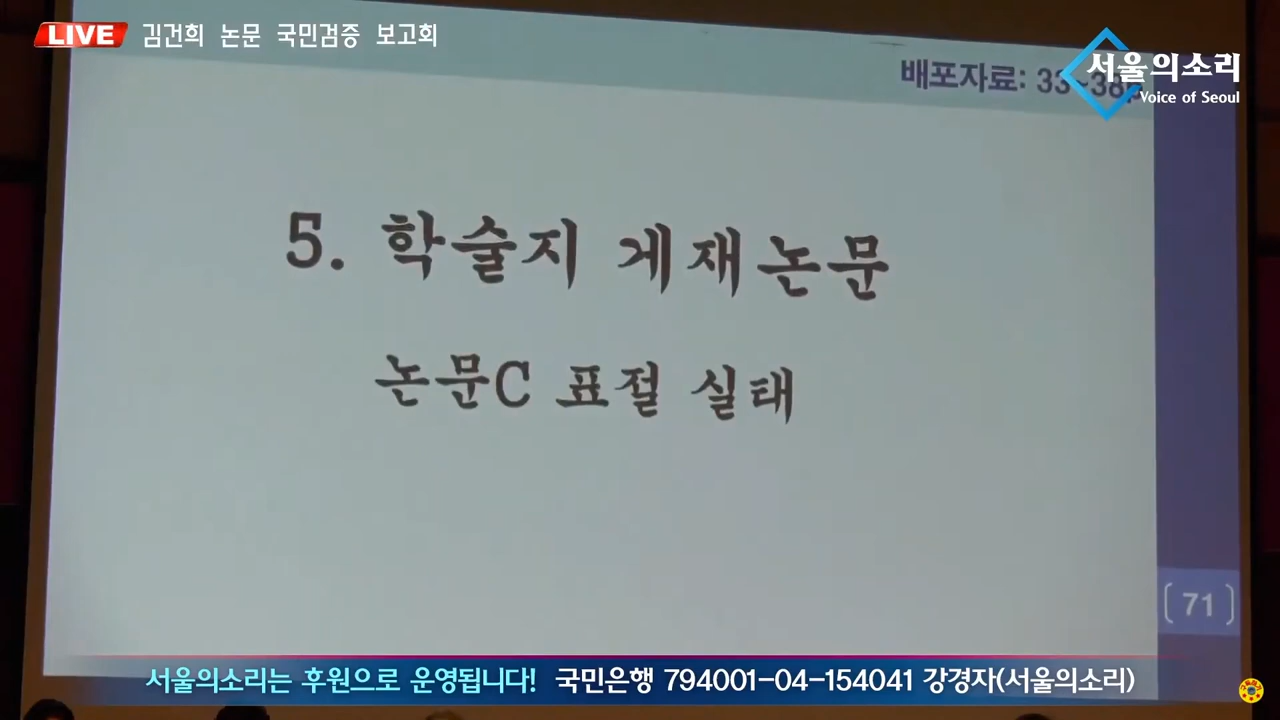 LIVE 김건희 논문 국민검증 보고회
서울의소리
Voice of Seoul
배포자료: 33~38p
5. 학술지 게재논문
논문C 표절 실태
[ 71 ]
서울의소리는 후원으로 운영됩니다! 국민은행 794001-04-154041 강경자(서울의소리)